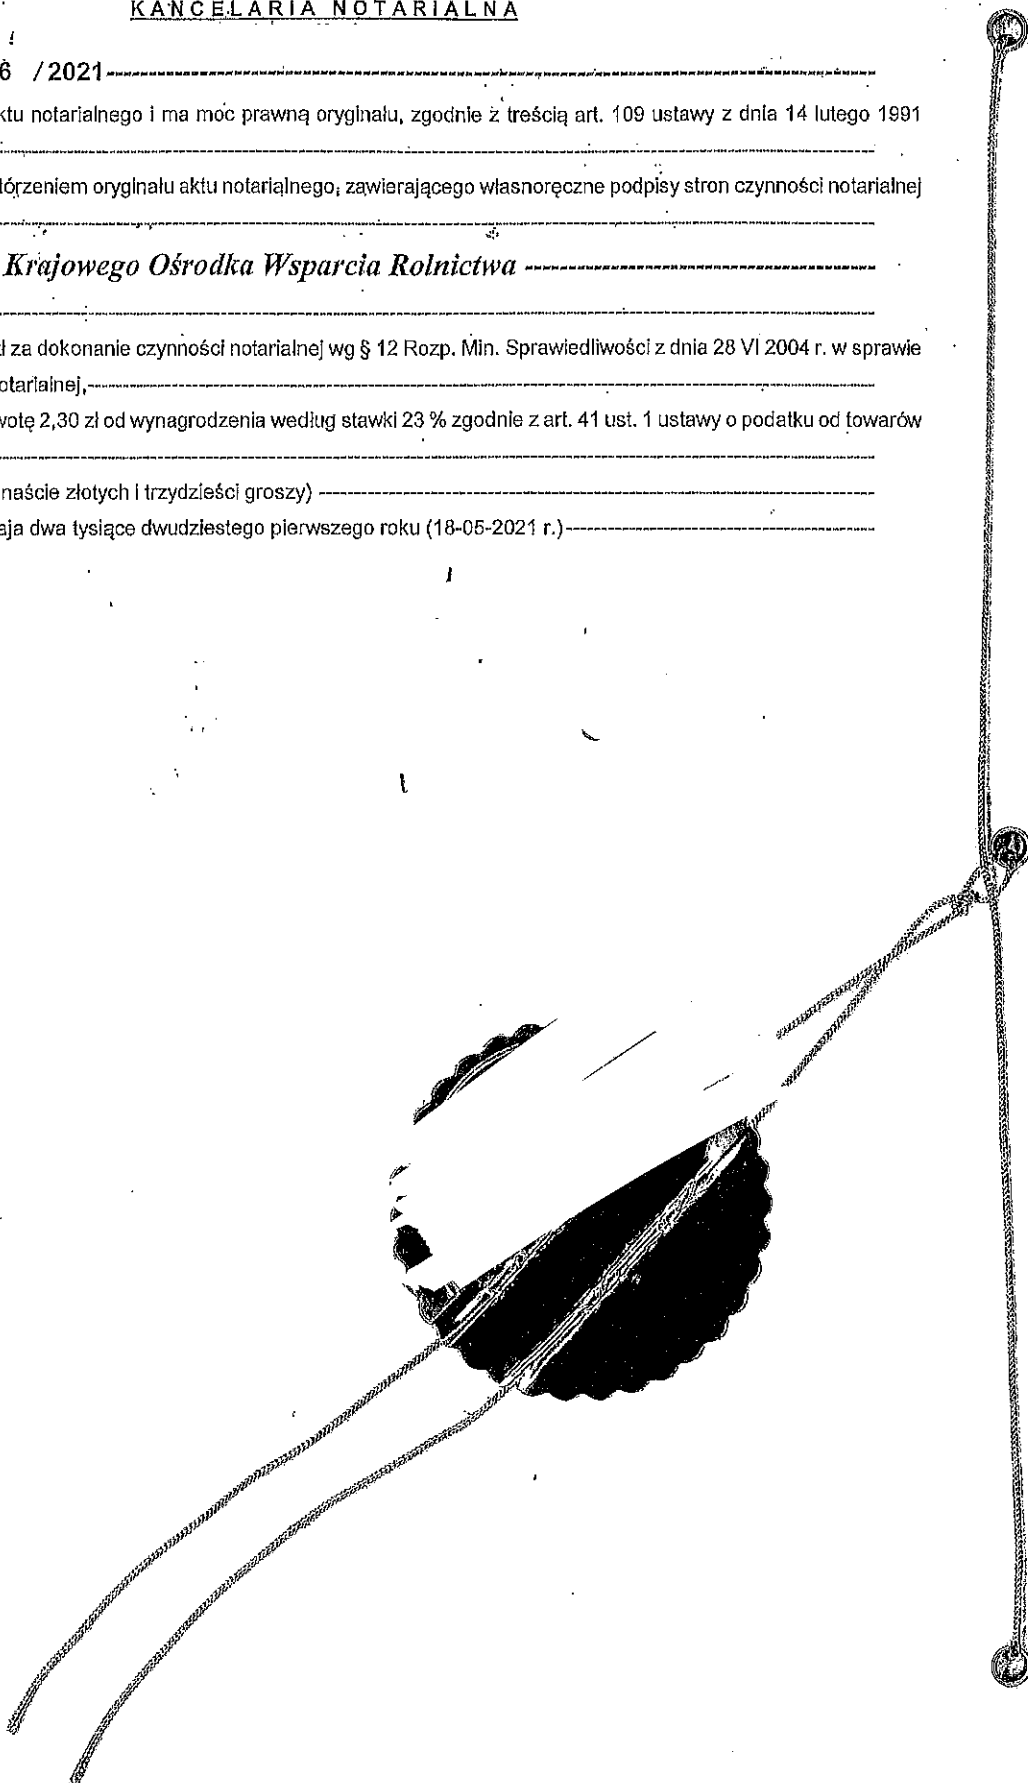 KANCELARIA NOTARIALNA
6 / 2021
ktu notarialnego i ma moc prawną oryginału, zgodnie z treścią art. 109 ustawy z dnia 14 lutego 1991
tórzeniem oryginału aktu notarialnego, zawierającego własnoręczne podpisy stron czynności notarialnej
Krajowego Ośrodka Wsparcia Rolnictwa
ł za dokonanie czynności notarialnej wg § 12 Rozp. Min. Sprawiedliwości z dnia 28 VI 2004 r. w sprawie
otarialnej,
wotę 2,30 zł od wynagrodzenia według stawki 23 % zgodnie z art. 41 ust. 1 ustawy o podatku od towarów
naście złotych i trzydzieści groszy)
aja dwa tysiące dwudziestego pierwszego roku (18-05-2021 r.)